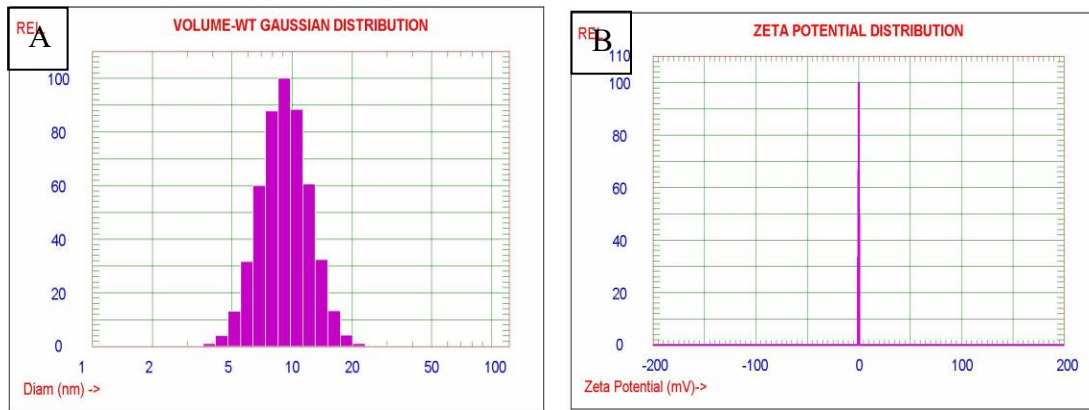 A
REL
VOLUME-WT GAUSSIAN DISTRIBUTION
100
80
60
40
20
0
1 2 5 10 20 50 100
Diam (nm) ->
B
REL
ZETA POTENTIAL DISTRIBUTION
110
100
80
60
40
20
0
-200 -100 0 100 200
Zeta Potential (mV)->